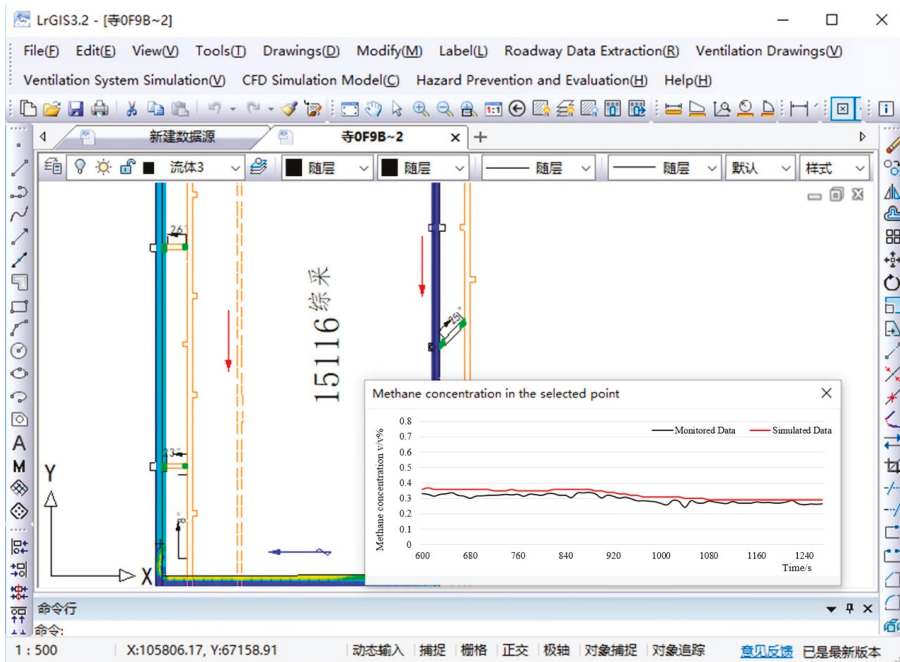 LrGIS3.2 - [寺0F9B~2]
File(F) Edit(E) View(V) Tools(T) Drawings(D) Modify(M) Label(L) Roadway Data Extraction(R) Ventilation Drawings(V)
Ventilation System Simulation(V) CFD Simulation Model(C) Hazard Prevention and Evaluation(H) Help(H)
1:1
新建数据源 寺0F9B~2
流体3 随层 随层 随层 随层 默认 样式
26°
15116 综采
15°
Methane concentration in the selected point
Methane concentration v/v%
0.8
0.7
0.6
0.5
0.4
0.3
0.2
0.1
0
Monitored Data Simulated Data
600 680 760 840 920 1000 1080 1160 1240
Time/s
A
M
Y
X
命令行
命令:
1 : 500 X:105806.17, Y:67158.91 动态输入 捕捉 栅格 正交 极轴 对象捕捉 对象追踪 意见反馈 已是最新版本